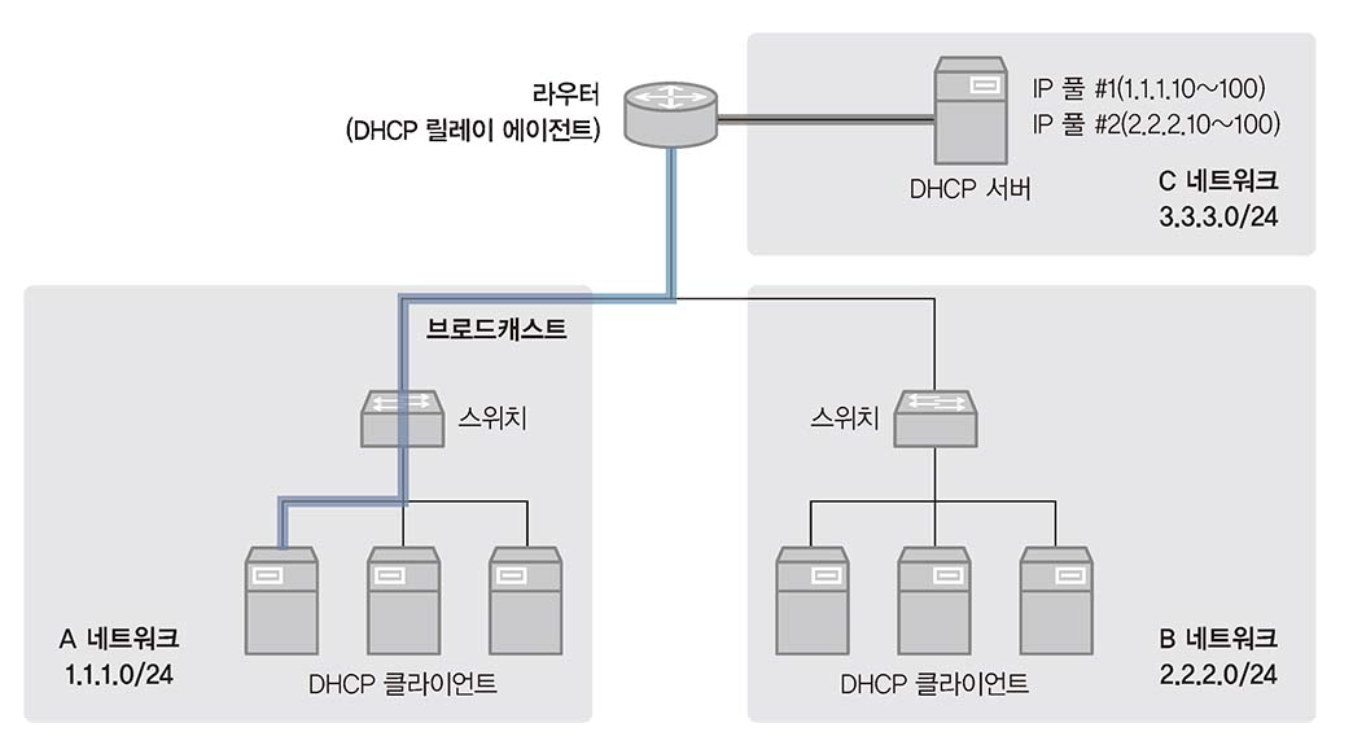 라우터
(DHCP 릴레이 에이전트)
IP 풀 #1(1.1.1.10~100)
IP 풀 #2(2.2.2.10~100)
DHCP 서버
C 네트워크
3.3.3.0/24
브로드캐스트
스위치
스위치
A 네트워크
1.1.1.0/24
DHCP 클라이언트
DHCP 클라이언트
B 네트워크
2.2.2.0/24